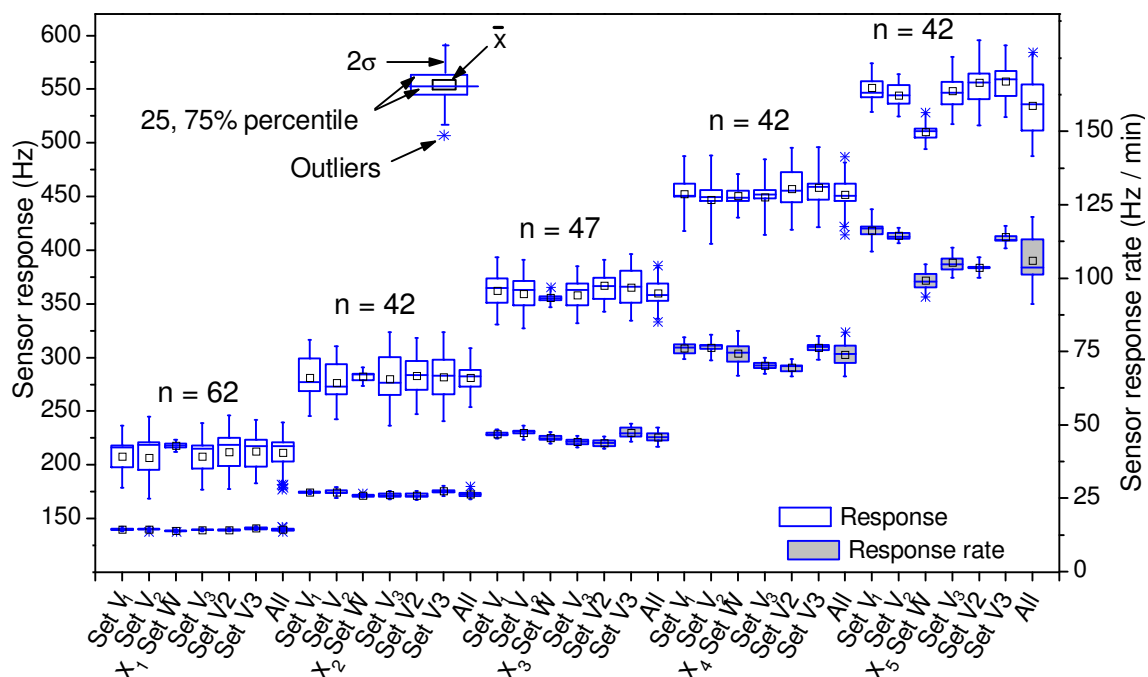 600
550
500
450
400
350
300
250
200
150
Sensor response (Hz)
2σ
x̄
25, 75% percentile
Outliers
n = 62
n = 42
n = 47
n = 42
n = 42
Response
Response rate
150
125
100
75
50
25
0
Sensor response rate (Hz / min)
Set V₁
Set V₂
X₁ Set W
Set V₃
Set V2
Set V3
All
Set V₁
Set V₂
X₂ Set W
Set V₃
Set V2
Set V3
All
Set V₁
Set V₂
X₃ Set W
Set V₃
Set V2
Set V3
All
Set V₁
Set V₂
X₄ Set W
Set V₃
Set V2
Set V3
All
Set V₁
Set V₂
X₅ Set W
Set V₃
Set V2
Set V3
All